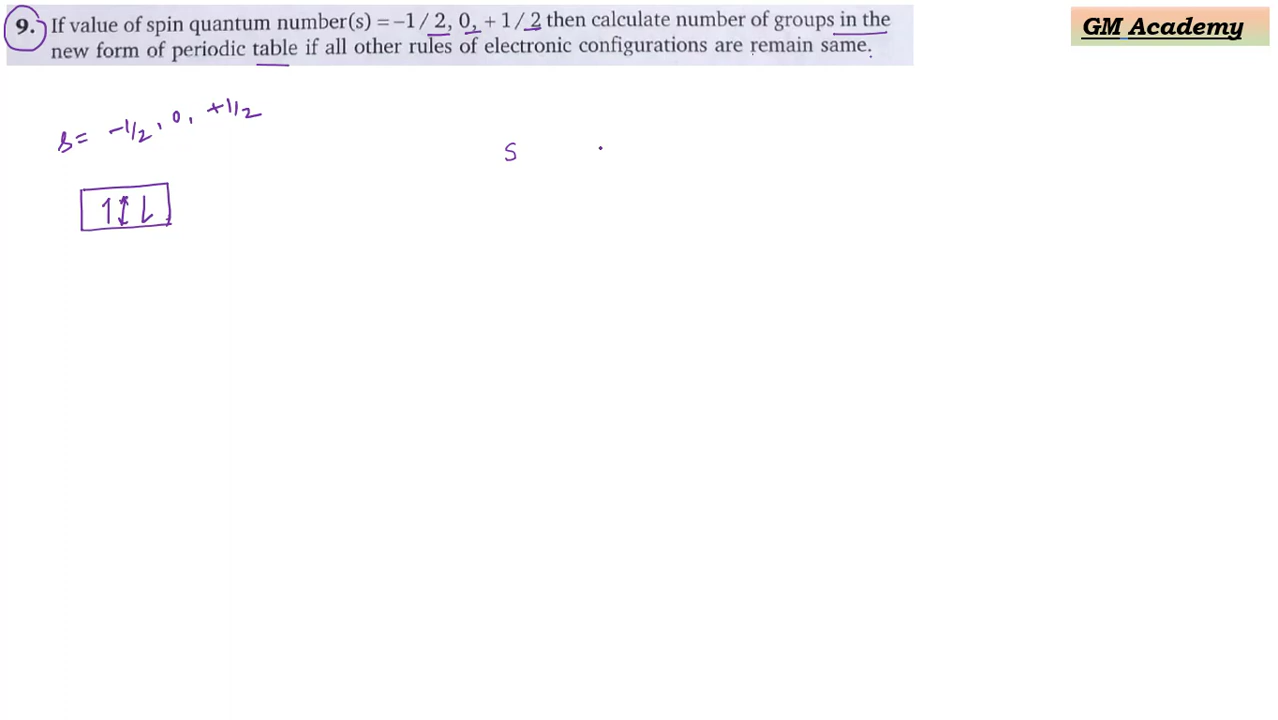 9. If value of spin quantum number(s) = −1 / 2, 0, + 1 / 2 then calculate number of groups in the
new form of periodic table if all other rules of electronic configurations are remain same.
GM Academy
s = −1/2, 0, +1/2
S
1↕L